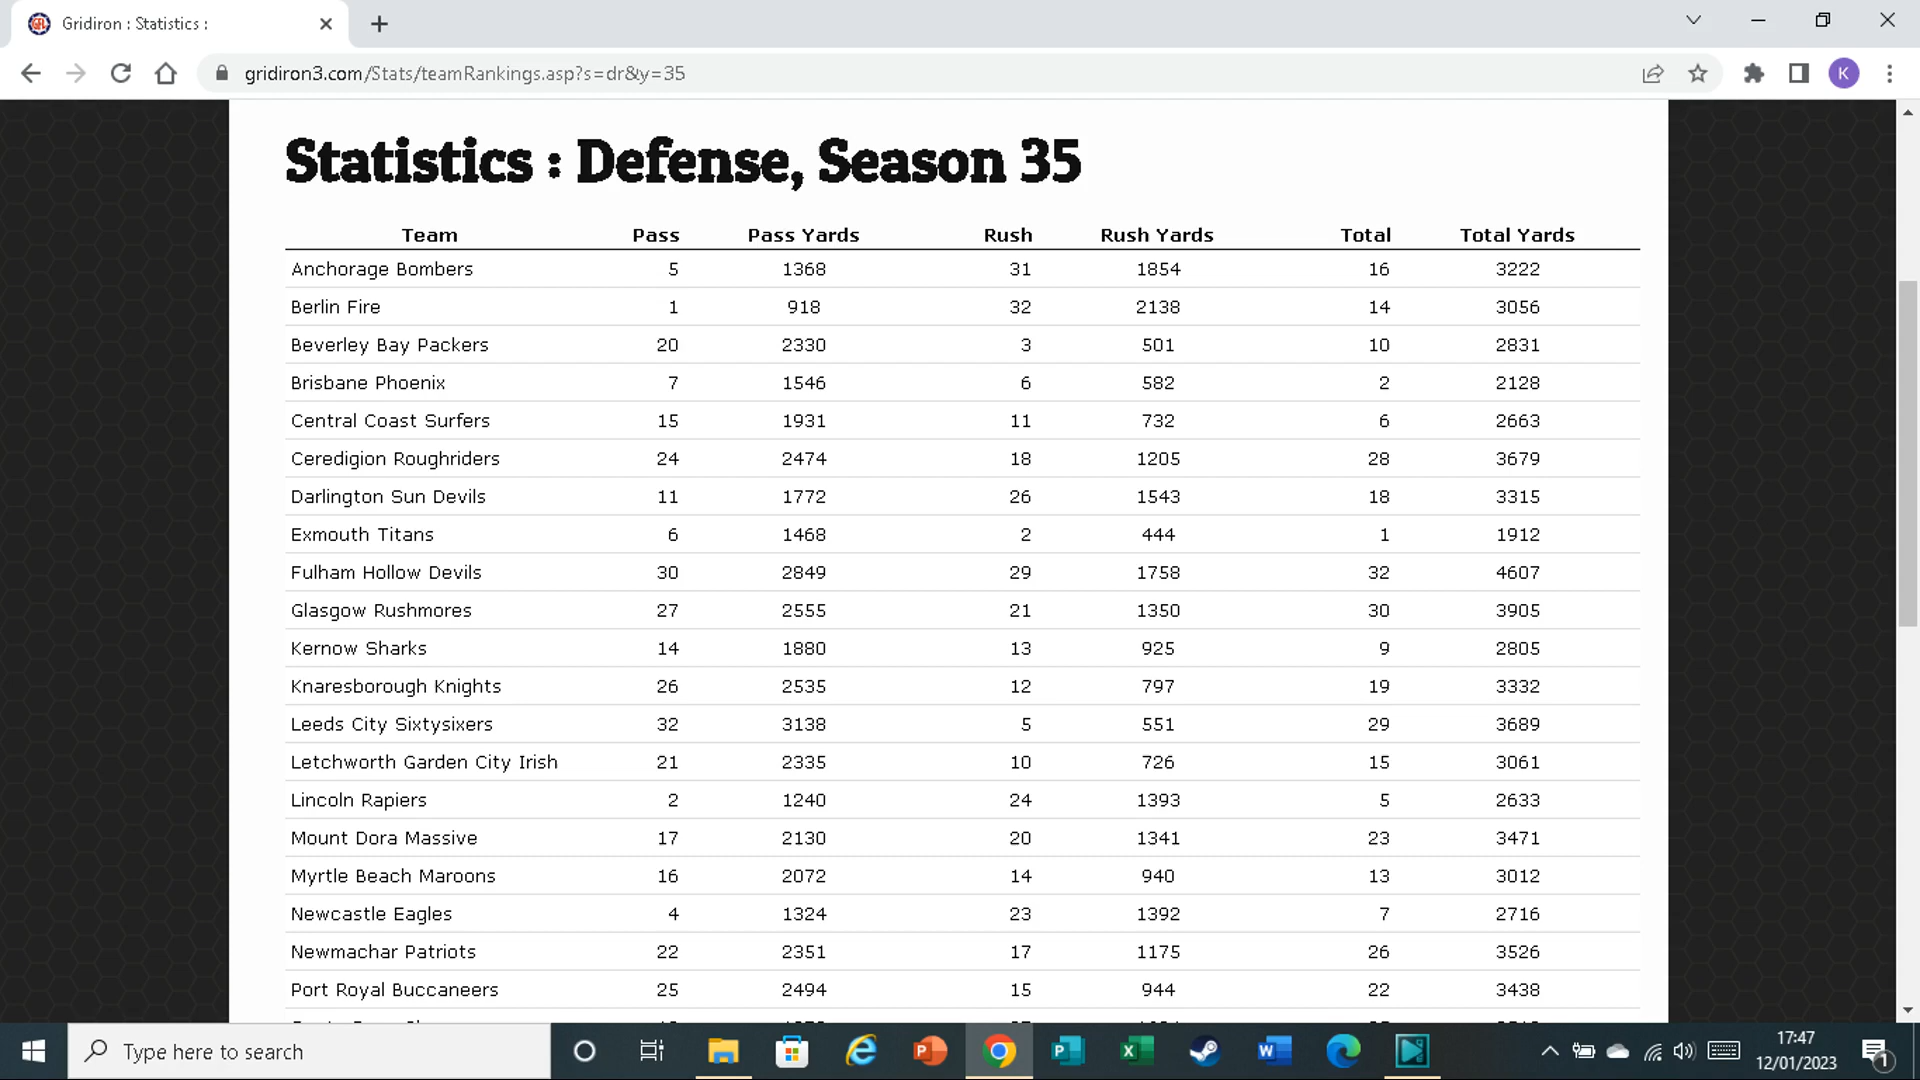 Gridiron : Statistics :
gridiron3.com/Stats/teamRankings.asp?s=dr&y=35
K
Statistics : Defense, Season 35
Team Pass Pass Yards Rush Rush Yards Total Total Yards
Anchorage Bombers 5 1368 31 1854 16 3222
Berlin Fire 1 918 32 2138 14 3056
Beverley Bay Packers 20 2330 3 501 10 2831
Brisbane Phoenix 7 1546 6 582 2 2128
Central Coast Surfers 15 1931 11 732 6 2663
Ceredigion Roughriders 24 2474 18 1205 28 3679
Darlington Sun Devils 11 1772 26 1543 18 3315
Exmouth Titans 6 1468 2 444 1 1912
Fulham Hollow Devils 30 2849 29 1758 32 4607
Glasgow Rushmores 27 2555 21 1350 30 3905
Kernow Sharks 14 1880 13 925 9 2805
Knaresborough Knights 26 2535 12 797 19 3332
Leeds City Sixtysixers 32 3138 5 551 29 3689
Letchworth Garden City Irish 21 2335 10 726 15 3061
Lincoln Rapiers 2 1240 24 1393 5 2633
Mount Dora Massive 17 2130 20 1341 23 3471
Myrtle Beach Maroons 16 2072 14 940 13 3012
Newcastle Eagles 4 1324 23 1392 7 2716
Newmachar Patriots 22 2351 17 1175 26 3526
Port Royal Buccaneers 25 2494 15 944 22 3438
Type here to search
17:47
12/01/2023
1